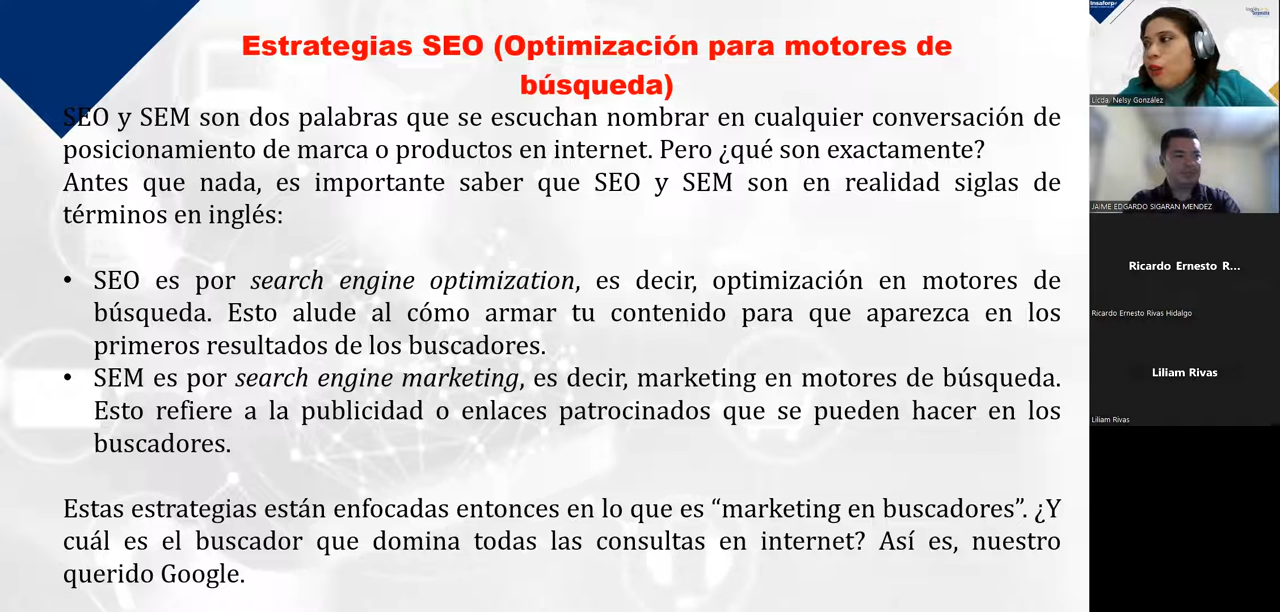 Estrategias SEO (Optimización para motores de
búsqueda)
SEO y SEM son dos palabras que se escuchan nombrar en cualquier conversación de
posicionamiento de marca o productos en internet. Pero ¿qué son exactamente?
Antes que nada, es importante saber que SEO y SEM son en realidad siglas de
términos en inglés:
• SEO es por search engine optimization, es decir, optimización en motores de
búsqueda. Esto alude al cómo armar tu contenido para que aparezca en los
primeros resultados de los buscadores.
• SEM es por search engine marketing, es decir, marketing en motores de búsqueda.
Esto refiere a la publicidad o enlaces patrocinados que se pueden hacer en los
buscadores.
Estas estrategias están enfocadas entonces en lo que es “marketing en buscadores”. ¿Y
cuál es el buscador que domina todas las consultas en internet? Así es, nuestro
querido Google.
Insaforp
Licda. Nelsy González
JAIME EDGARDO SIGARAN MENDEZ
Ricardo Ernesto R...
Ricardo Ernesto Rivas Hidalgo
Liliam Rivas
Liliam Rivas